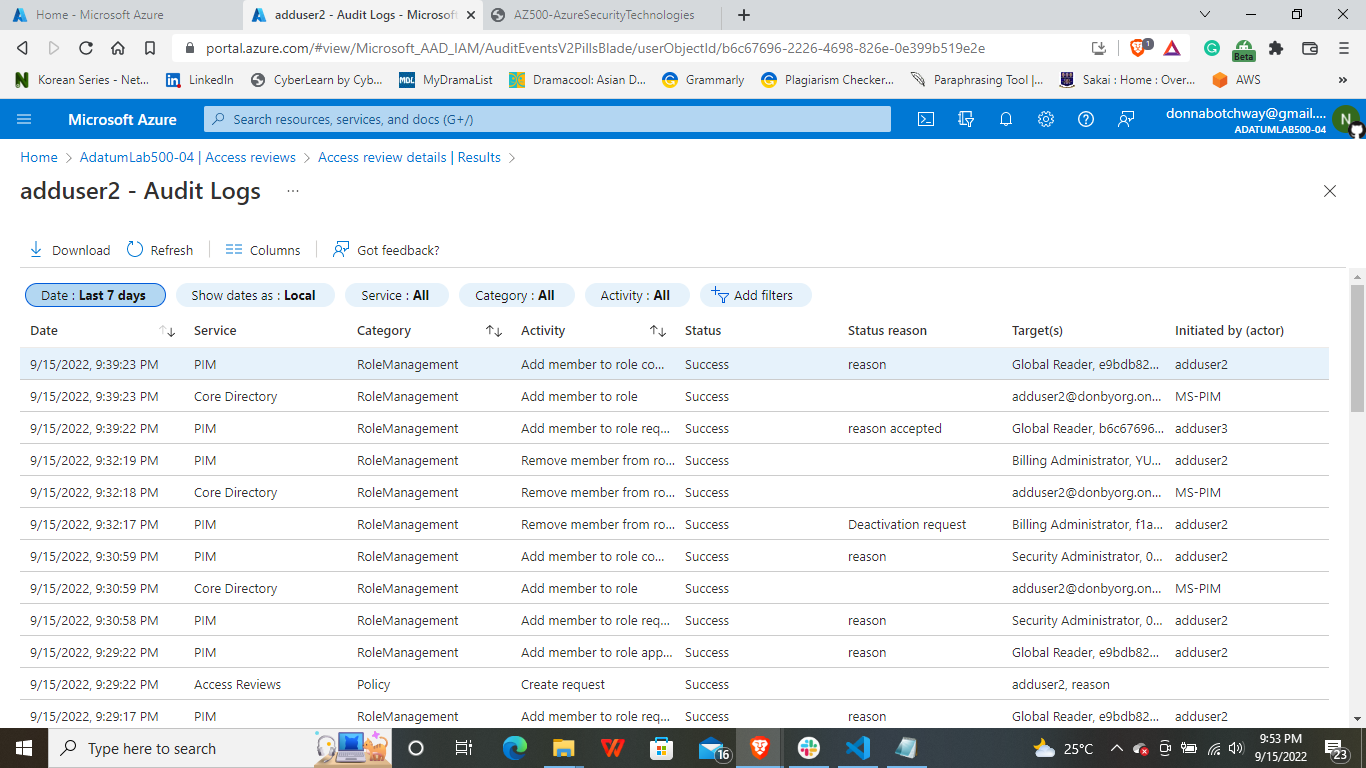 Home - Microsoft Azure
adduser2 - Audit Logs - Microsof
AZ500-AzureSecurityTechnologies
portal.azure.com/#view/Microsoft_AAD_IAM/AuditEventsV2PillsBlade/userObjectId/b6c67696-2226-4698-826e-0e399b519e2e
1
Beta
N Korean Series - Net...
in LinkedIn
CyberLearn by Cyb...
MDL MyDramaList
Dramacool: Asian D...
Grammarly
Plagiarism Checker...
Paraphrasing Tool |...
Sakai : Home : Over...
AWS
»
Microsoft Azure
Search resources, services, and docs (G+/)
donnabotchway@gmail....
ADATUMLAB500-04
N
Home > AdatumLab500-04 | Access reviews > Access review details | Results >
adduser2 - Audit Logs ...
Download Refresh Columns Got feedback?
Date : Last 7 days Show dates as : Local Service : All Category : All Activity : All Add filters
Date Service Category Activity Status Status reason Target(s) Initiated by (actor)
9/15/2022, 9:39:23 PM PIM RoleManagement Add member to role co... Success reason Global Reader, e9bdb82... adduser2
9/15/2022, 9:39:23 PM Core Directory RoleManagement Add member to role Success adduser2@donbyorg.on... MS-PIM
9/15/2022, 9:39:22 PM PIM RoleManagement Add member to role req... Success reason accepted Global Reader, b6c67696... adduser3
9/15/2022, 9:32:19 PM PIM RoleManagement Remove member from ro... Success Billing Administrator, YU... adduser2
9/15/2022, 9:32:18 PM Core Directory RoleManagement Remove member from ro... Success adduser2@donbyorg.on... MS-PIM
9/15/2022, 9:32:17 PM PIM RoleManagement Remove member from ro... Success Deactivation request Billing Administrator, f1a... adduser2
9/15/2022, 9:30:59 PM PIM RoleManagement Add member to role co... Success reason Security Administrator, 0... adduser2
9/15/2022, 9:30:59 PM Core Directory RoleManagement Add member to role Success adduser2@donbyorg.on... MS-PIM
9/15/2022, 9:30:58 PM PIM RoleManagement Add member to role req... Success reason Security Administrator, 0... adduser2
9/15/2022, 9:29:22 PM PIM RoleManagement Add member to role app... Success reason Global Reader, e9bdb82... adduser2
9/15/2022, 9:29:22 PM Access Reviews Policy Create request Success adduser2, reason
9/15/2022, 9:29:17 PM PIM RoleManagement Add member to role req... Success reason Global Reader, e9bdb82... adduser2
Type here to search
16
25°C
9:53 PM
9/15/2022
23